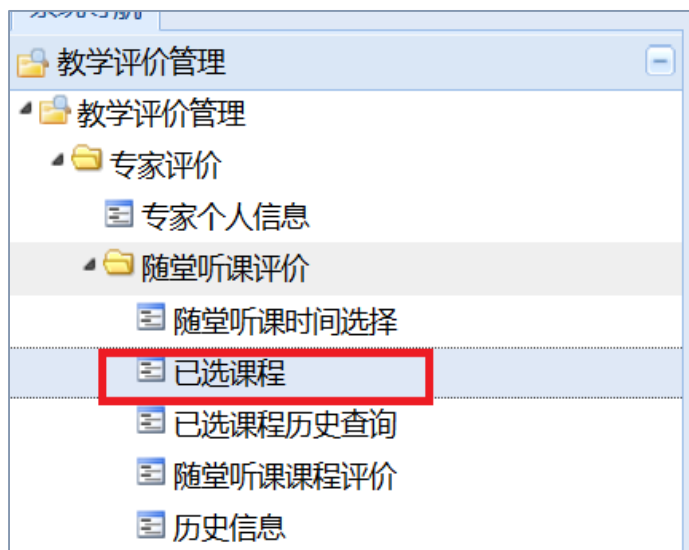 教学评价管理
教学评价管理
专家评价
专家个人信息
随堂听课评价
随堂听课时间选择
已选课程
已选课程历史查询
随堂听课课程评价
历史信息